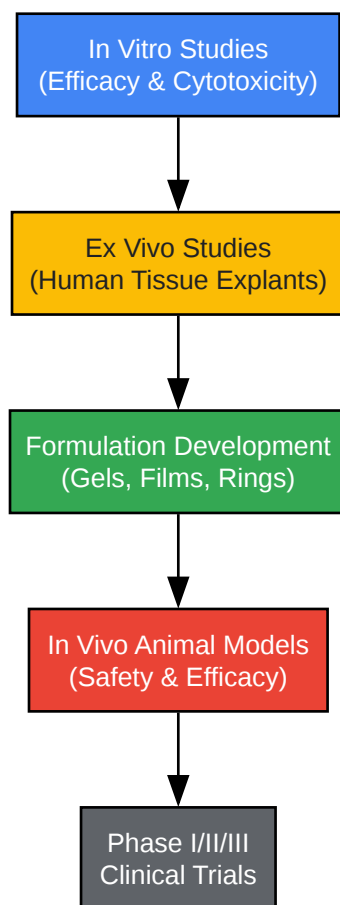 In Vitro Studies
(Efficacy & Cytotoxicity)
Ex Vivo Studies
(Human Tissue Explants)
Formulation Development
(Gels, Films, Rings)
In Vivo Animal Models
(Safety & Efficacy)
Phase I/II/III
Clinical Trials